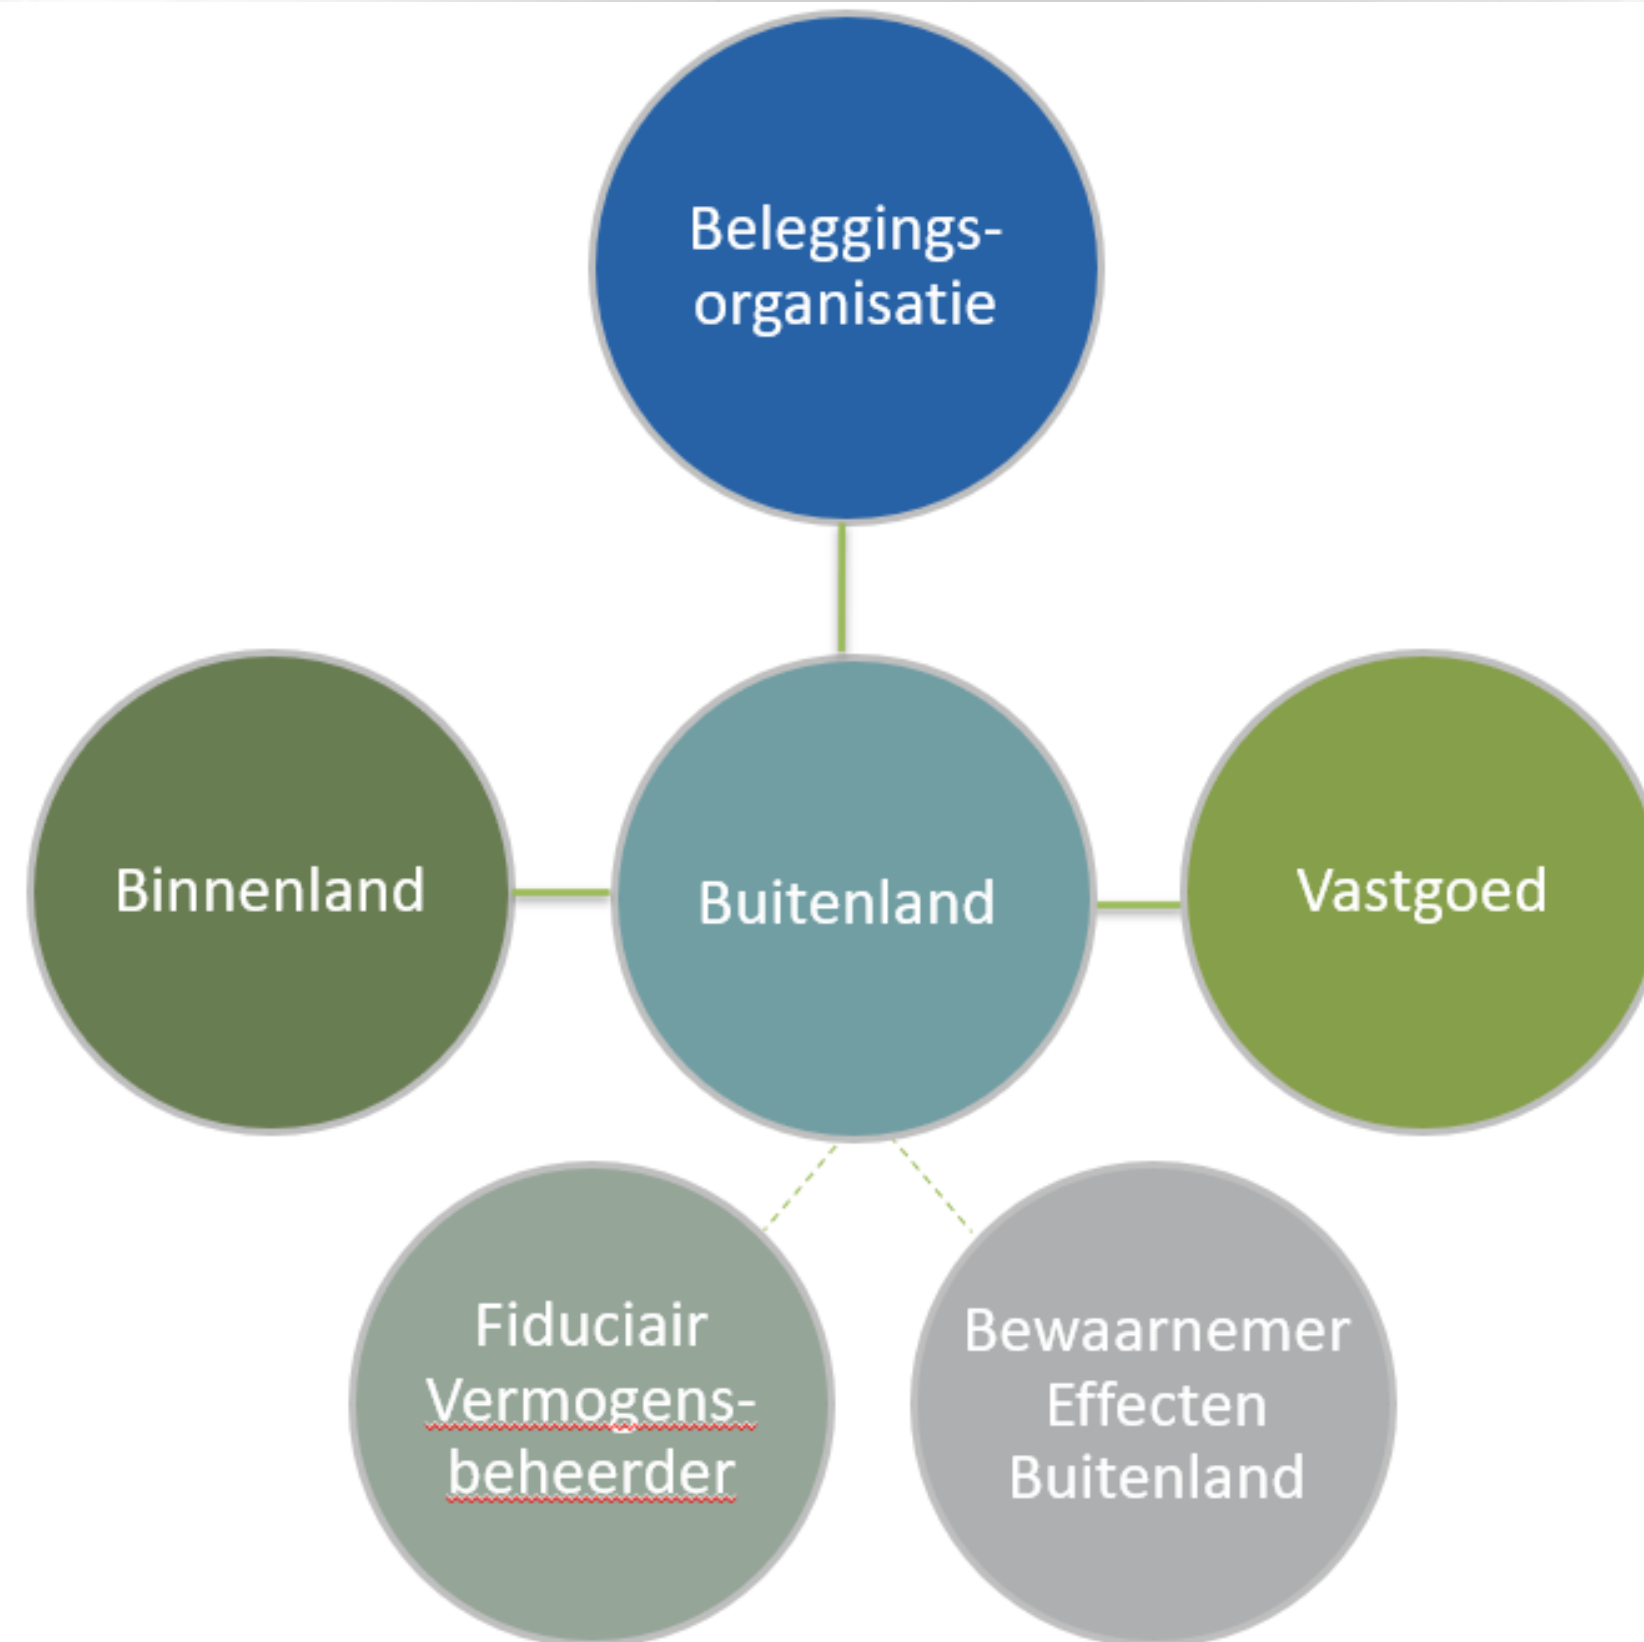 Beleggings-
organisatie
Binnenland
Buitenland
Vastgoed
Fiduciair
Vermogens-
beheerder
Bewaarnemer
Effecten
Buitenland